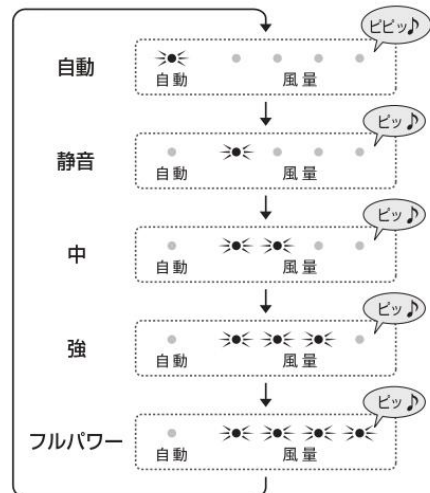 ピピッ♪
自動
自動 風量
ピッ♪
静音
自動 風量
ピッ♪
中
自動 風量
ピッ♪
強
自動 風量
ピッ♪
フルパワー
自動 風量